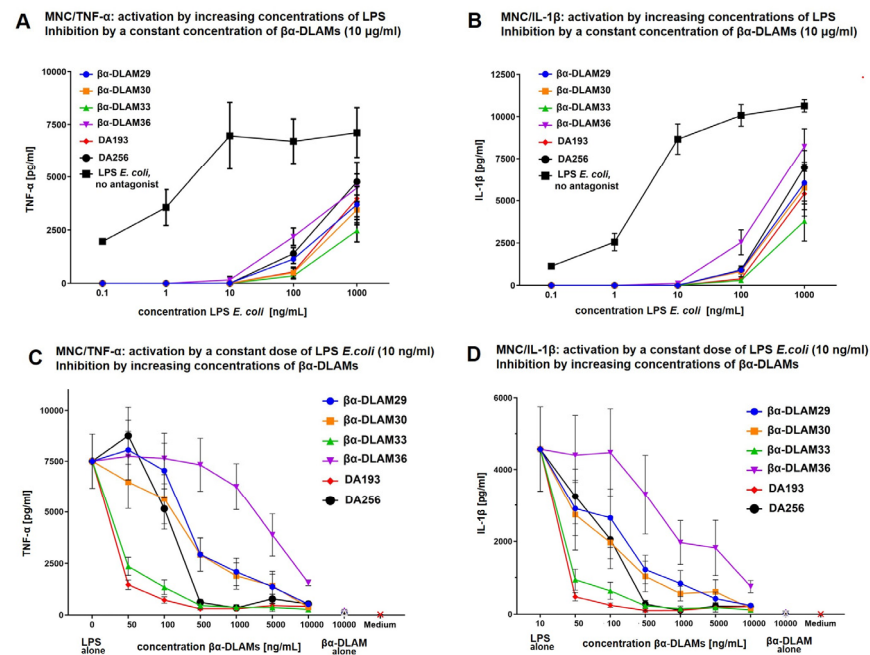 A
MNC/TNF-α: activation by increasing concentrations of LPS
Inhibition by a constant concentration of βα-DLAMs (10 µg/ml)
10000
7500
5000
2500
0
TNF-α [pg/ml]
βα-DLAM29
βα-DLAM30
βα-DLAM33
βα-DLAM36
DA193
DA256
LPS E. coli,
no antagonist
0.1 1 10 100 1000
concentration LPS E. coli [ng/mL]
B
MNC/IL-1β: activation by increasing concentrations of LPS
Inhibition by a constant concentration of βα-DLAMs (10 µg/ml)
12500
10000
7500
5000
2500
0
IL-1β [pg/ml]
βα-DLAM29
βα-DLAM30
βα-DLAM33
βα-DLAM36
DA193
DA256
LPS E. coli,
no antagonist
0.1 1 10 100 1000
concentration LPS E. coli [ng/mL]
C
MNC/TNF-α: activation by a constant dose of LPS E.coli (10 ng/ml)
Inhibition by increasing concentrations of βα-DLAMs
10000
7500
5000
2500
0
TNF-α [pg/ml]
βα-DLAM29
βα-DLAM30
βα-DLAM33
βα-DLAM36
DA193
DA256
0 50 100 500 1000 5000 10000 10000 Medium
LPS
alone
concentration βα-DLAMs [ng/mL]
βα-DLAM
alone
D
MNC/IL-1β: activation by a constant dose of LPS E.coli (10 ng/ml)
Inhibition by increasing concentrations of βα-DLAMs
6000
4000
2000
0
IL-1β [pg/ml]
βα-DLAM29
βα-DLAM30
βα-DLAM33
βα-DLAM36
DA193
DA256
10 50 100 500 1000 5000 10000 10000 Medium
LPS
alone
concentration βα-DLAMs [ng/mL]
βα-DLAM
alone